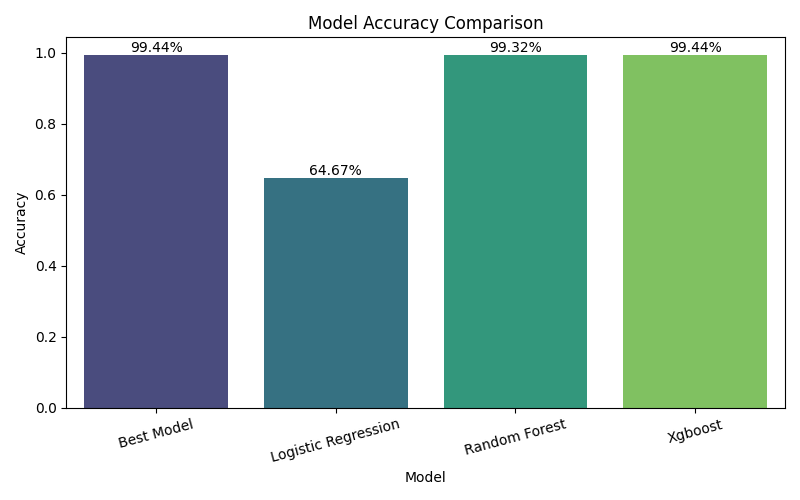 Model Accuracy Comparison
99.44%
64.67%
99.32%
99.44%
1.0
0.8
0.6
0.4
0.2
0.0
Accuracy
Best Model
Logistic Regression
Random Forest
Xgboost
Model